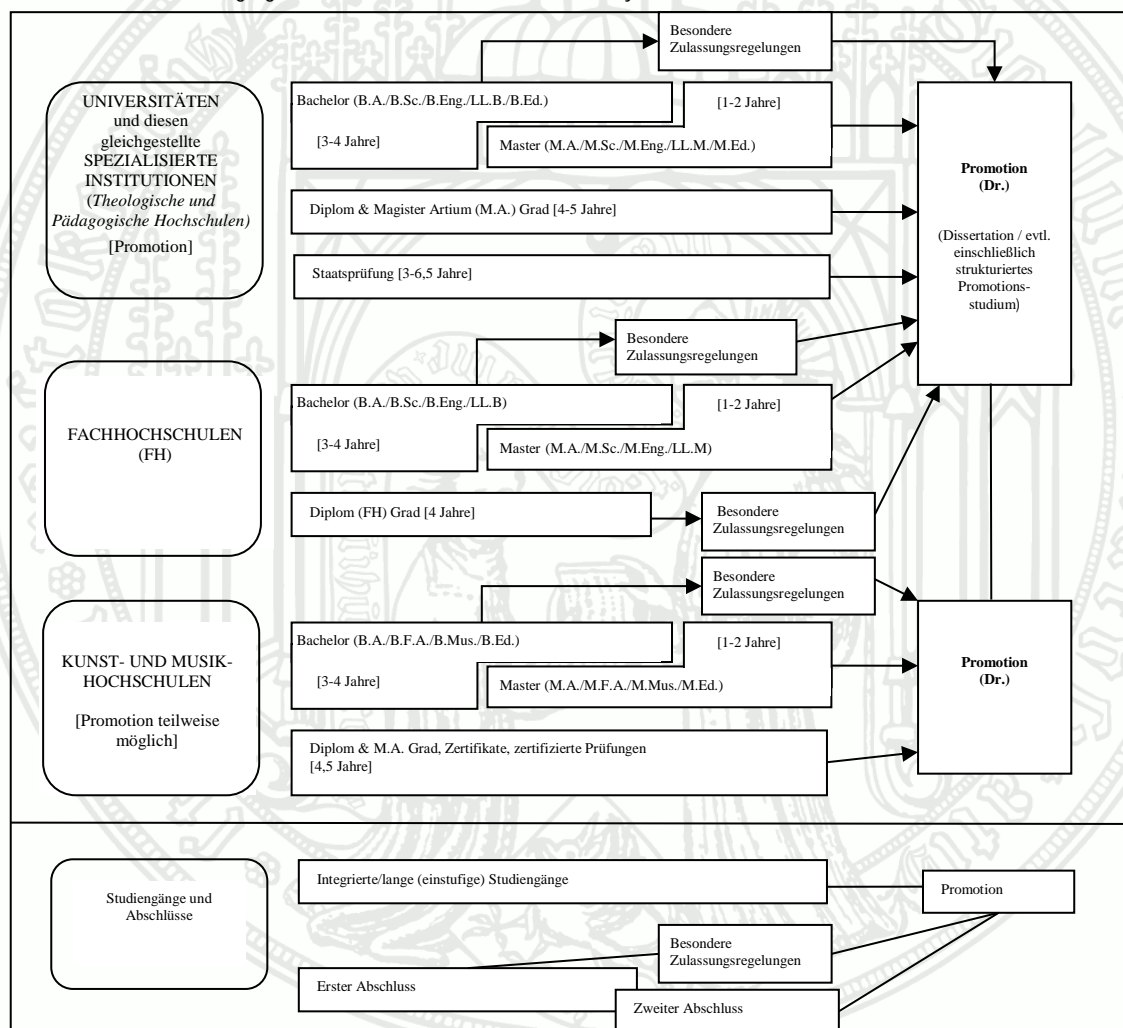 Besondere
Zulassungsregelungen
UNIVERSITÄTEN
und diesen
gleichgestellte
SPEZIALISIERTE
INSTITUTIONEN
(Theologische und
Pädagogische Hochschulen)
[Promotion]
Bachelor (B.A./B.Sc./B.Eng./LL.B./B.Ed.)
[3-4 Jahre]
[1-2 Jahre]
Master (M.A./M.Sc./M.Eng./LL.M./M.Ed.)
Diplom & Magister Artium (M.A.) Grad [4-5 Jahre]
Staatsprüfung [3-6,5 Jahre]
Promotion
(Dr.)
(Dissertation / evtl.
einschließlich
strukturiertes
Promotions-
studium)
FACHHOCHSCHULEN
(FH)
Besondere
Zulassungsregelungen
Bachelor (B.A./B.Sc./B.Eng./LL.B)
[3-4 Jahre]
[1-2 Jahre]
Master (M.A./M.Sc./M.Eng./LL.M)
Diplom (FH) Grad [4 Jahre]
Besondere
Zulassungsregelungen
KUNST- UND MUSIK-
HOCHSCHULEN
[Promotion teilweise
möglich]
Besondere
Zulassungsregelungen
Bachelor (B.A./B.F.A./B.Mus./B.Ed.)
[3-4 Jahre]
[1-2 Jahre]
Master (M.A./M.F.A./M.Mus./M.Ed.)
Diplom & M.A. Grad, Zertifikate, zertifizierte Prüfungen
[4,5 Jahre]
Promotion
(Dr.)
Studiengänge und
Abschlüsse
Integrierte/lange (einstufige) Studiengänge
Promotion
Besondere
Zulassungsregelungen
Erster Abschluss
Zweiter Abschluss